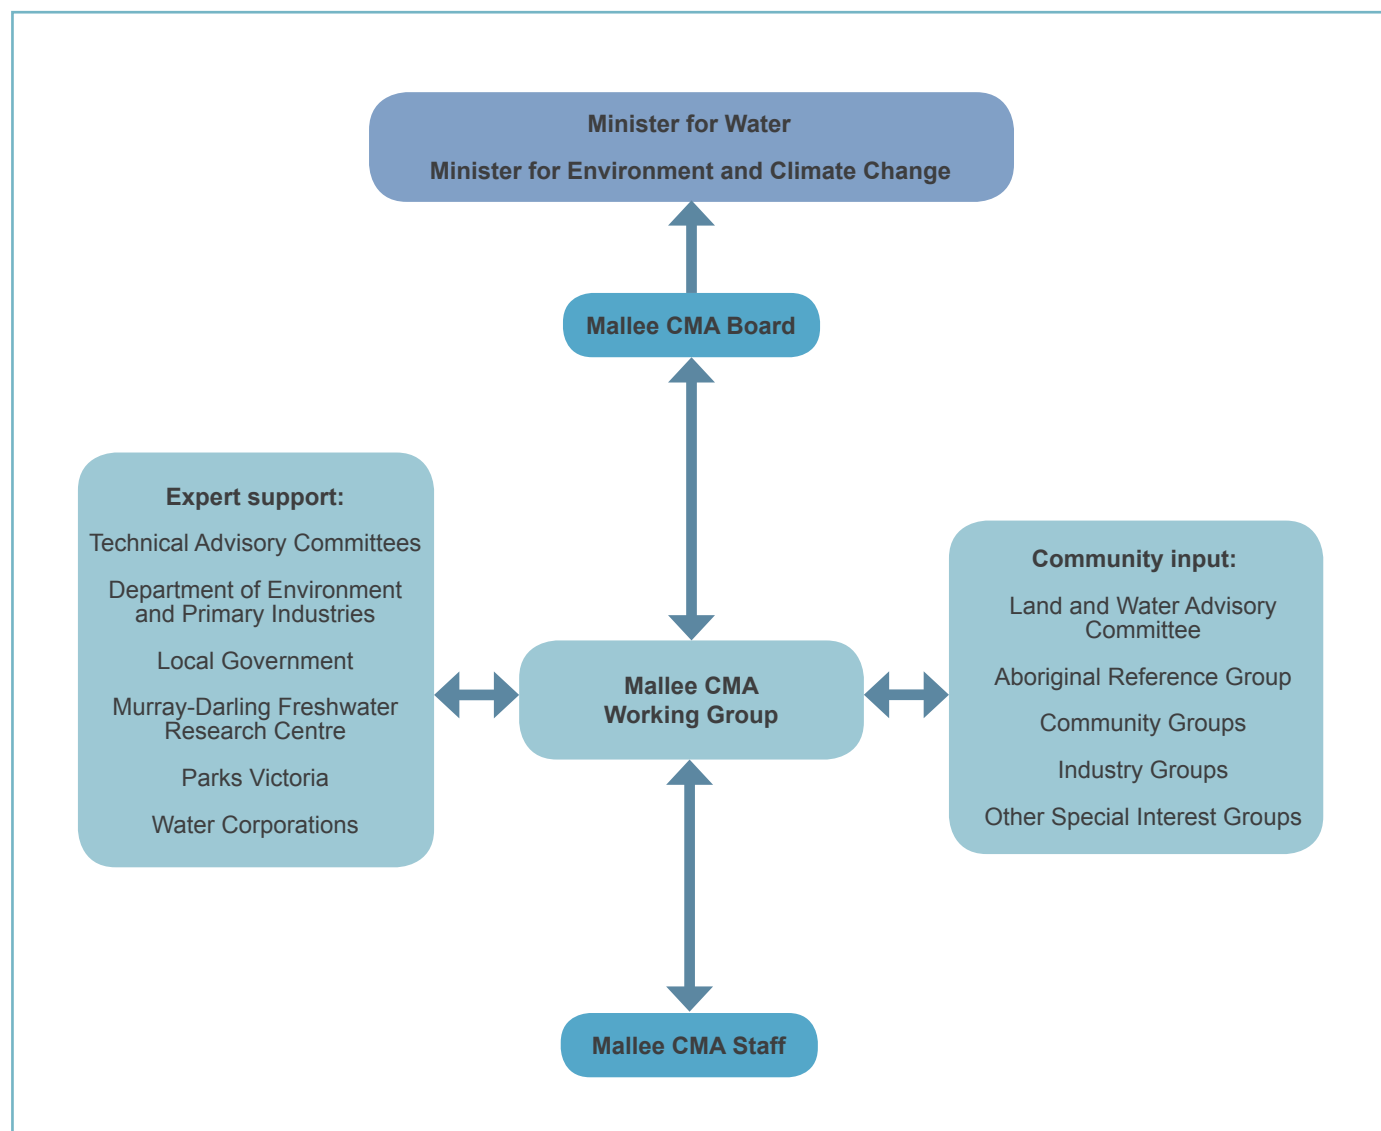 Minister for Water
Minister for Environment and Climate Change
Mallee CMA Board
Expert support:
Technical Advisory Committees
Department of Environment
and Primary Industries
Local Government
Murray-Darling Freshwater
Research Centre
Parks Victoria
Water Corporations
Mallee CMA
Working Group
Community input:
Land and Water Advisory
Committee
Aboriginal Reference Group
Community Groups
Industry Groups
Other Special Interest Groups
Mallee CMA Staff